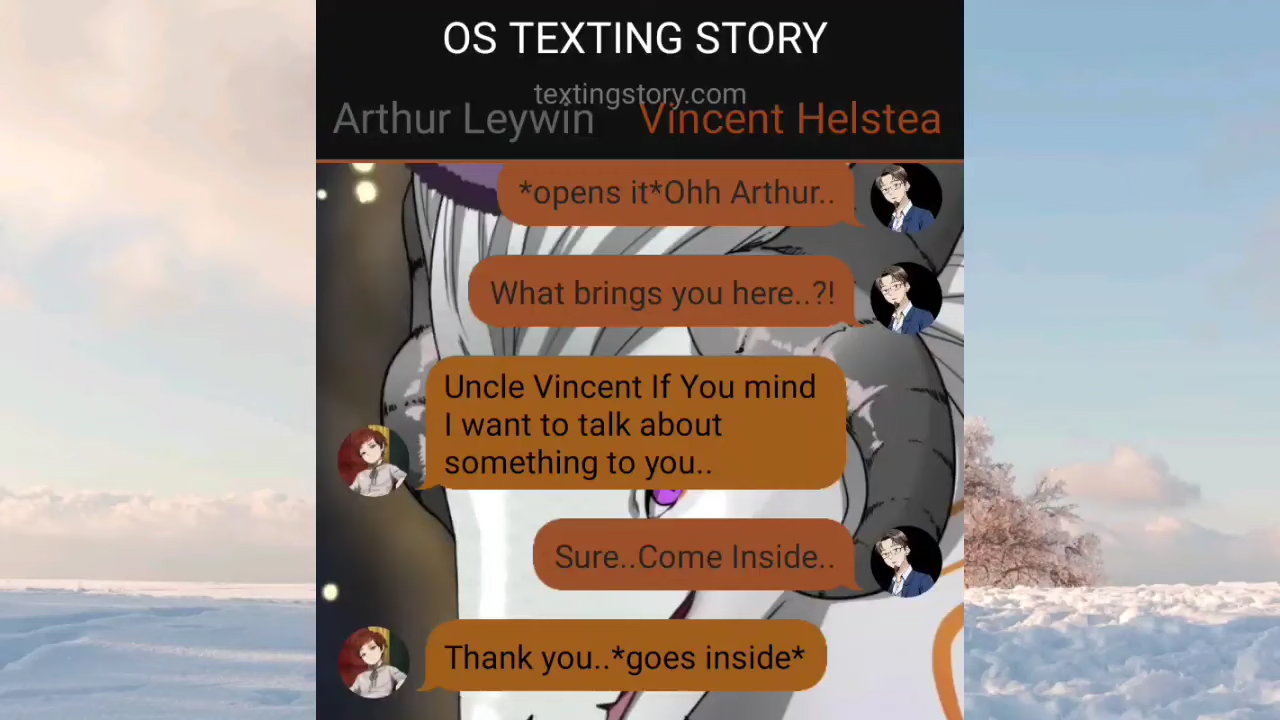 OS TEXTING STORY
textingstory.com
Arthur Leywin Vincent Helstea
*opens it*Ohh Arthur..
What brings you here..?!
Uncle Vincent If You mind
I want to talk about
something to you..
Sure..Come Inside..
Thank you..*goes inside*